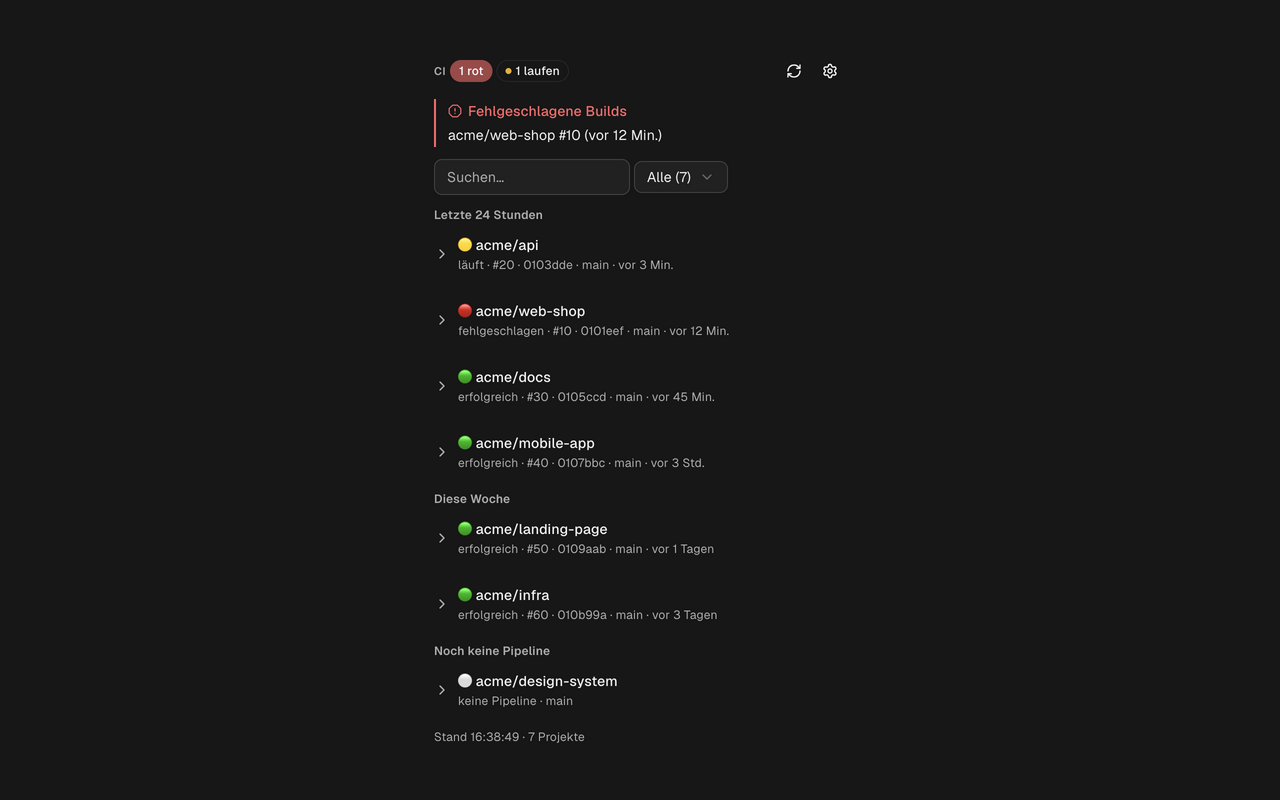 CI 1 rot 1 laufen
Fehlgeschlagene Builds
acme/web-shop #10 (vor 12 Min.)
Suchen... Alle (7)
Letzte 24 Stunden
acme/api
läuft · #20 · 0103dde · main · vor 3 Min.
acme/web-shop
fehlgeschlagen · #10 · 0101eef · main · vor 12 Min.
acme/docs
erfolgreich · #30 · 0105ccd · main · vor 45 Min.
acme/mobile-app
erfolgreich · #40 · 0107bbc · main · vor 3 Std.
Diese Woche
acme/landing-page
erfolgreich · #50 · 0109aab · main · vor 1 Tagen
acme/infra
erfolgreich · #60 · 010b99a · main · vor 3 Tagen
Noch keine Pipeline
acme/design-system
keine Pipeline · main
Stand 16:38:49 · 7 Projekte